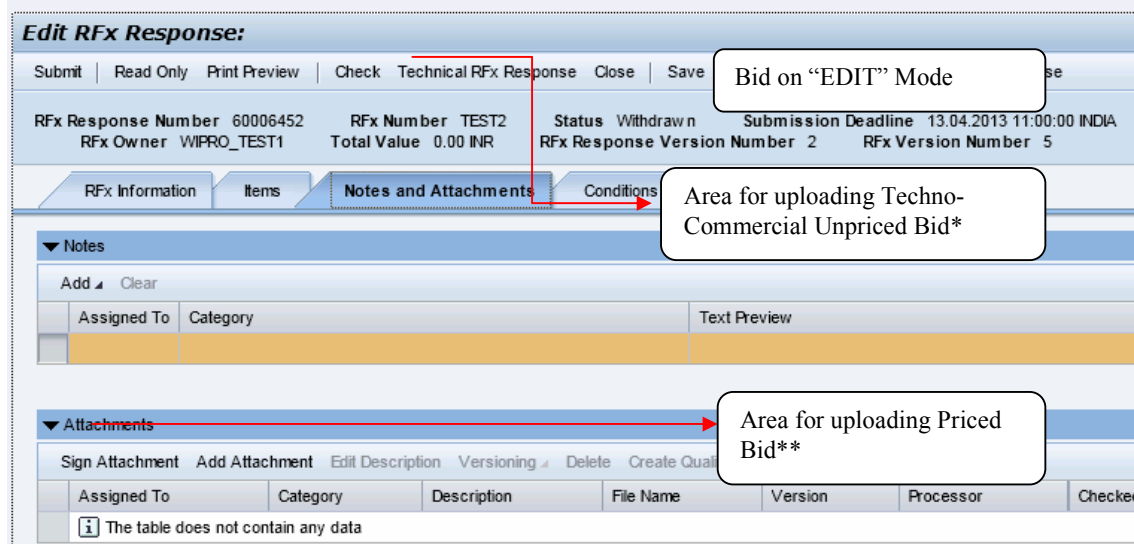 Edit RFx Response:
Submit | Read Only Print Preview | Check Technical RFx Response Close | Save
Bid on “EDIT” Mode
RFx Response Number 60006452 RFx Number TEST2 Status Withdrawn Submission Deadline 13.04.2013 11:00:00 INDIA
RFx Owner WIPRO_TEST1 Total Value 0.00 INR RFx Response Version Number 2 RFx Version Number 5
RFx Information Items Notes and Attachments Conditions
Area for uploading Techno-
Commercial Unpriced Bid*
Notes
Add Clear
Assigned To Category Text Preview
Area for uploading Priced
Bid**
Attachments
Sign Attachment Add Attachment Edit Description Versioning Delete Create
Assigned To Category Description File Name Version Processor
The table does not contain any data